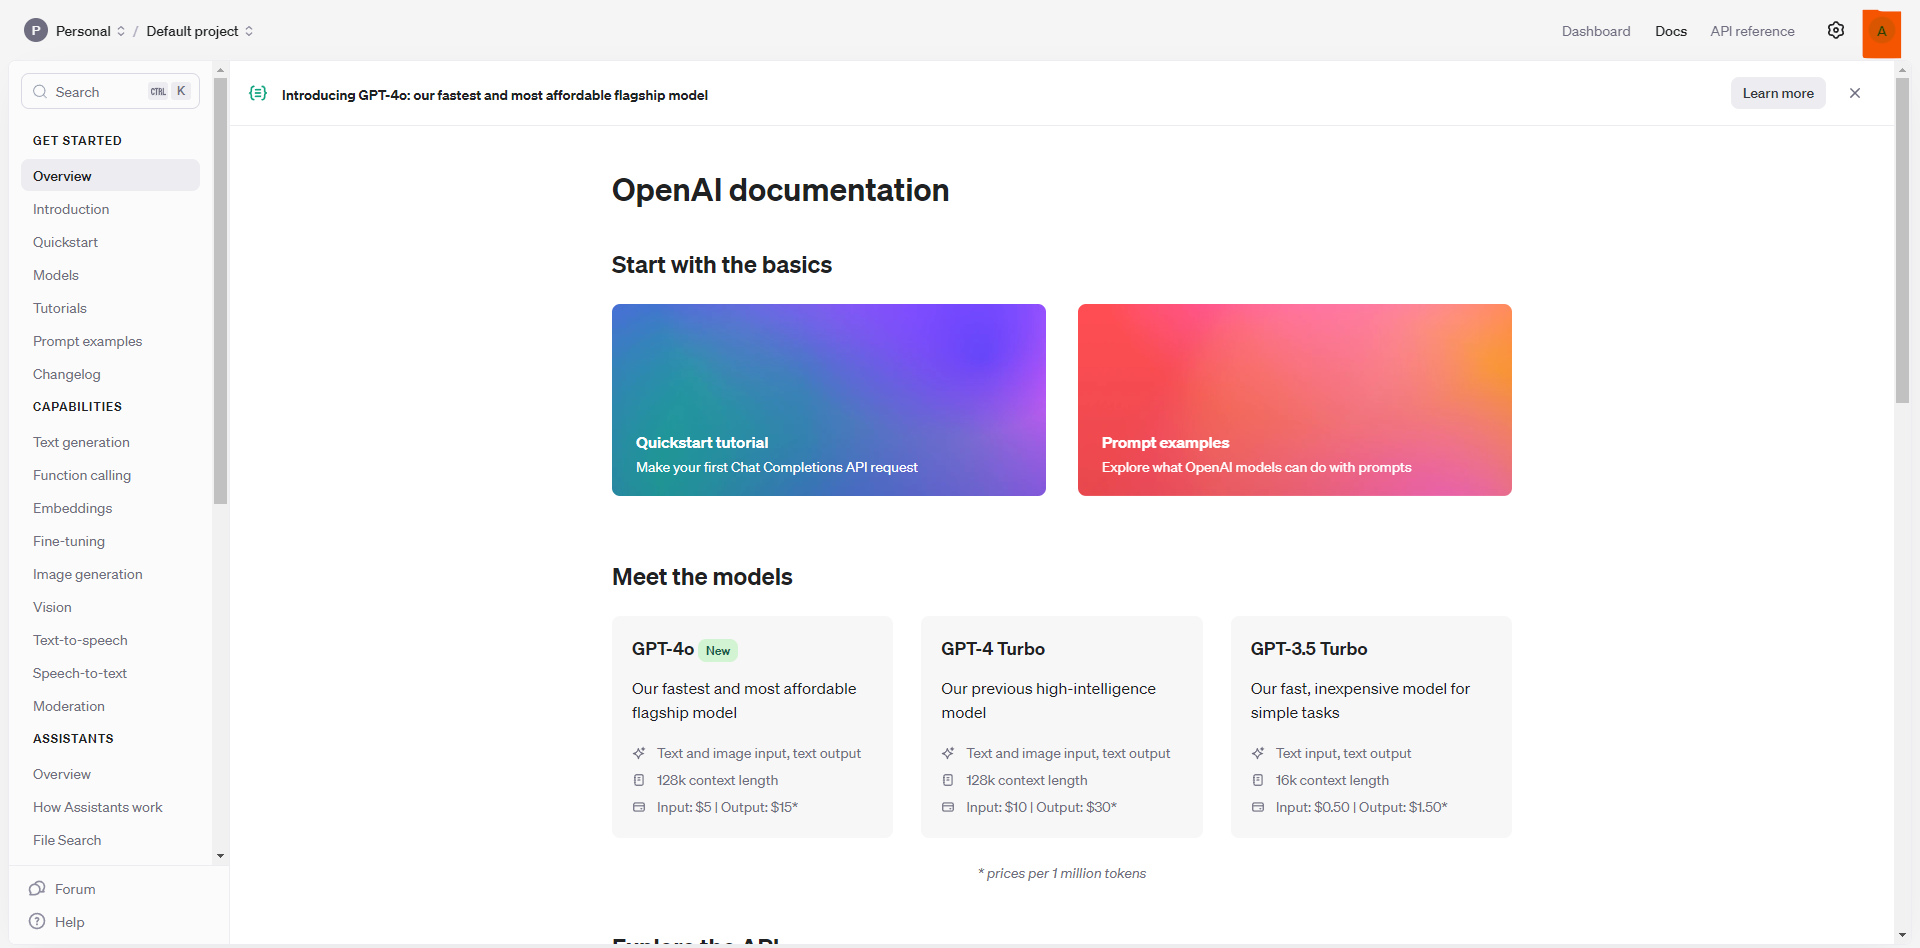 P Personal / Default project
Dashboard Docs API reference A
Search CTRL K
GET STARTED
Overview
Introduction
Quickstart
Models
Tutorials
Prompt examples
Changelog
CAPABILITIES
Text generation
Function calling
Embeddings
Fine-tuning
Image generation
Vision
Text-to-speech
Speech-to-text
Moderation
ASSISTANTS
Overview
How Assistants work
File Search
Forum
Help
Introducing GPT-4o: our fastest and most affordable flagship model
Learn more
OpenAI documentation
Start with the basics
Quickstart tutorial
Make your first Chat Completions API request
Prompt examples
Explore what OpenAI models can do with prompts
Meet the models
GPT-4o New
Our fastest and most affordable
flagship model
Text and image input, text output
128k context length
Input: $5 | Output: $15*
GPT-4 Turbo
Our previous high-intelligence
model
Text and image input, text output
128k context length
Input: $10 | Output: $30*
GPT-3.5 Turbo
Our fast, inexpensive model for
simple tasks
Text input, text output
16k context length
Input: $0.50 | Output: $1.50*
* prices per 1 million tokens
Explore the API